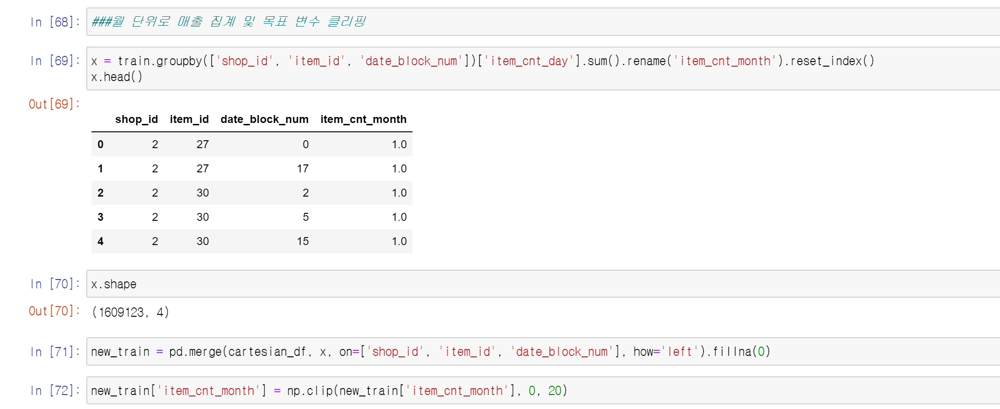 In [68]: ###월 단위로 매출 집계 및 목표 변수 클리핑
In [69]: x = train.groupby(['shop_id', 'item_id', 'date_block_num'])['item_cnt_day'].sum().rename('item_cnt_month').reset_index()
x.head()
Out[69]:
shop_id item_id date_block_num item_cnt_month
0 2 27 0 1.0
1 2 27 17 1.0
2 2 30 2 1.0
3 2 30 5 1.0
4 2 30 15 1.0
In [70]: x.shape
Out[70]: (1609123, 4)
In [71]: new_train = pd.merge(cartesian_df, x, on=['shop_id', 'item_id', 'date_block_num'], how='left').fillna(0)
In [72]: new_train['item_cnt_month'] = np.clip(new_train['item_cnt_month'], 0, 20)